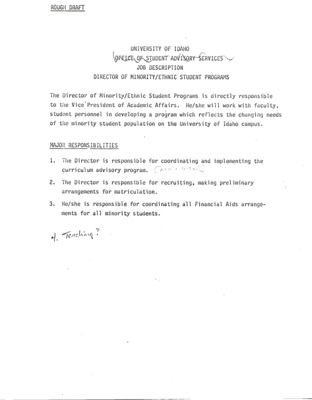 ROUGH DRAFT
UNIVERSITY OF IDAHO
OFFICE OF STUDENT ADVISORY SERVICES
JOB DESCRIPTION
DIRECTOR OF MINORITY/ETHNIC STUDENT PROGRAMS
The Director of Minority/Ethnic Student Programs is directly responsible
to the Vice President of Academic Affairs. He/she will work with faculty,
student personnel in developing a program which reflects the changing needs
of the minority student population on the University of Idaho campus.
MAJOR RESPONSIBILITIES
1. The Director is responsible for coordinating and implementing the
curriculum advisory program.
2. The Director is responsible for recruiting, making preliminary
arrangements for matriculation.
3. He/she is responsible for coordinating all Financial Aids arrange-
ments for all minority students.
4. Teaching?